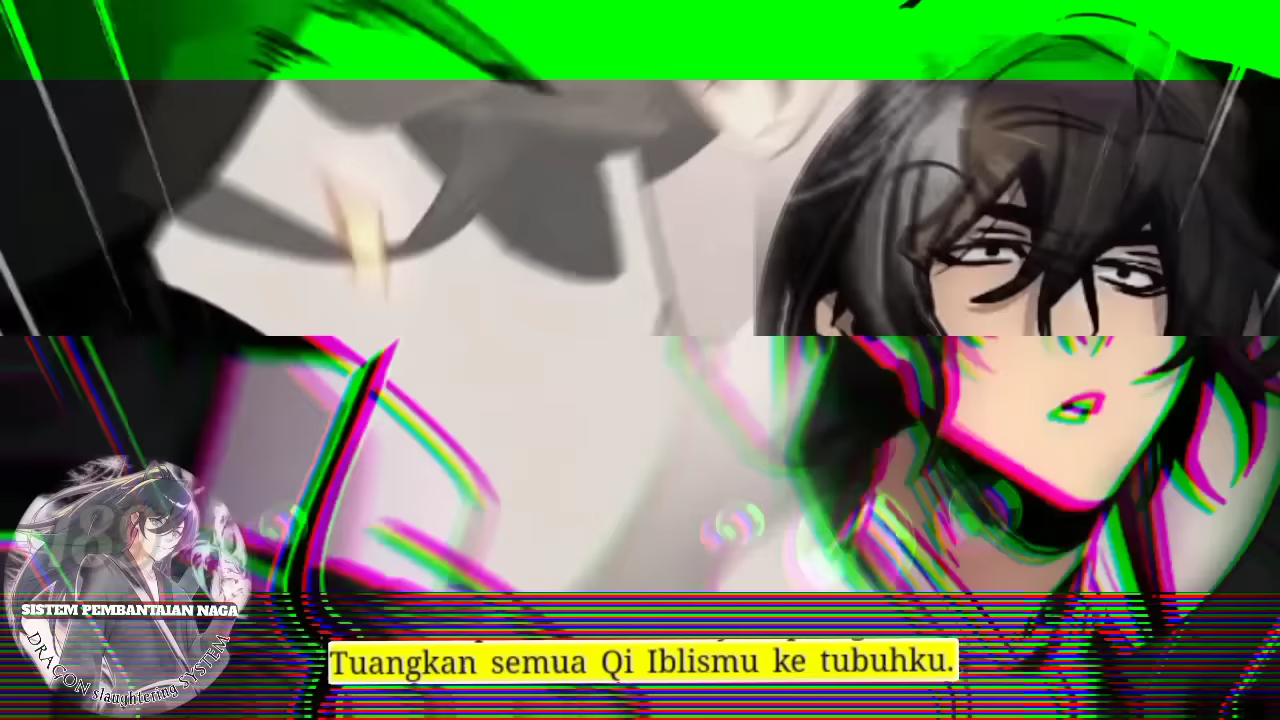 SISTEM PEMBANTAIAN NAGA
DRAGON slaughtering SYSTEM
Tuangkan semua Qi Iblismu ke tubuhku.